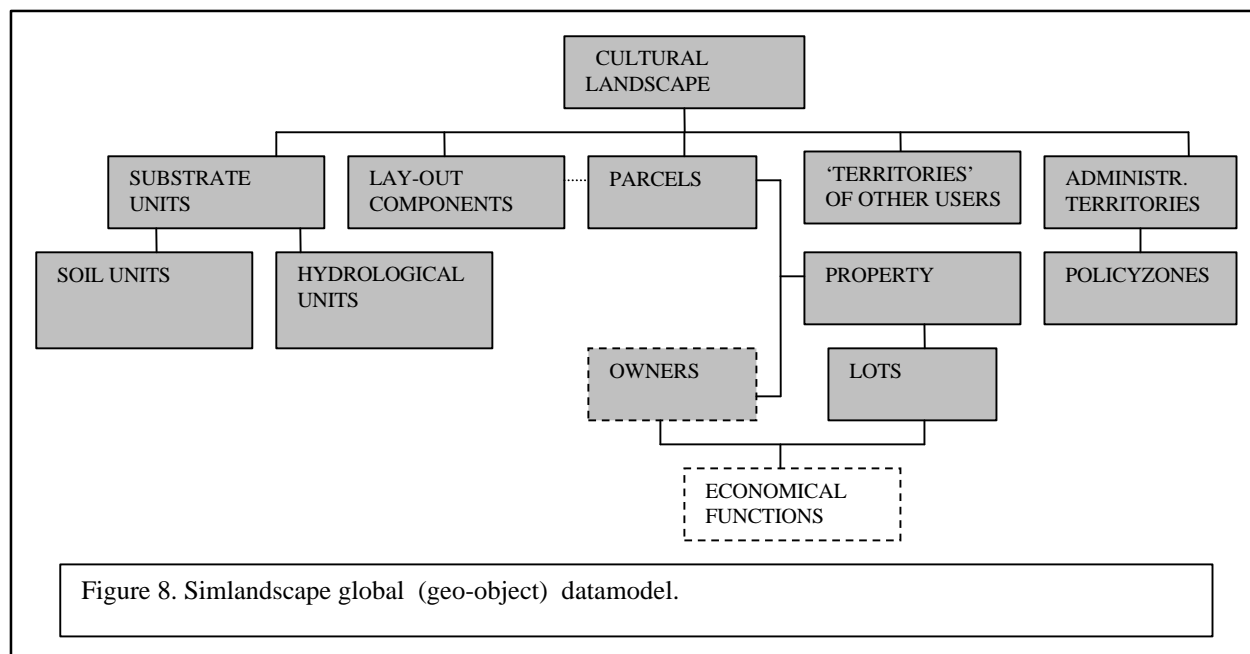 CULTURAL
LANDSCAPE
SUBSTRATE
UNITS
LAY-OUT
COMPONENTS
PARCELS
‘TERRITORIES’
OF OTHER USERS
ADMINISTR.
TERRITORIES
SOIL UNITS
HYDROLOGICAL
UNITS
PROPERTY
POLICYZONES
OWNERS
LOTS
ECONOMICAL
FUNCTIONS
Figure 8. Simlandscape global (geo-object) datamodel.